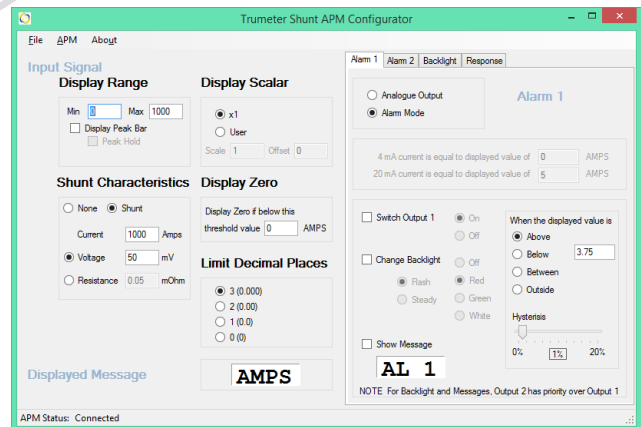 Trumeter Shunt APM Configurator
File APM About
Input Signal
Display Range
Min 0 Max 1000
Display Peak Bar
Peak Hold
Display Scalar
x1
User
Scale 1 Offset 0
Shunt Characteristics
None Shunt
Current 1000 Amps
Voltage 50 mV
Resistance 0.05 mOhm
Display Zero
Display Zero if below this
threshold value 0 AMPS
Limit Decimal Places
3 (0.000)
2 (0.00)
1 (0.0)
0 (0)
Displayed Message
AMPS
Alarm 1 Alarm 2 Backlight Response
Analogue Output
Alarm Mode
Alarm 1
4 mA current is equal to displayed value of 0 AMPS
20 mA current is equal to displayed value of 5 AMPS
Switch Output 1 On
Off
Change Backlight Off
Flash Red
Steady Green
White
When the displayed value is
Above
Below 3.75
Between
Outside
Hysterisis
0% 1% 20%
Show Message
AL 1
NOTE For Backlight and Messages, Output 2 has priority over Output 1
APM Status: Connected